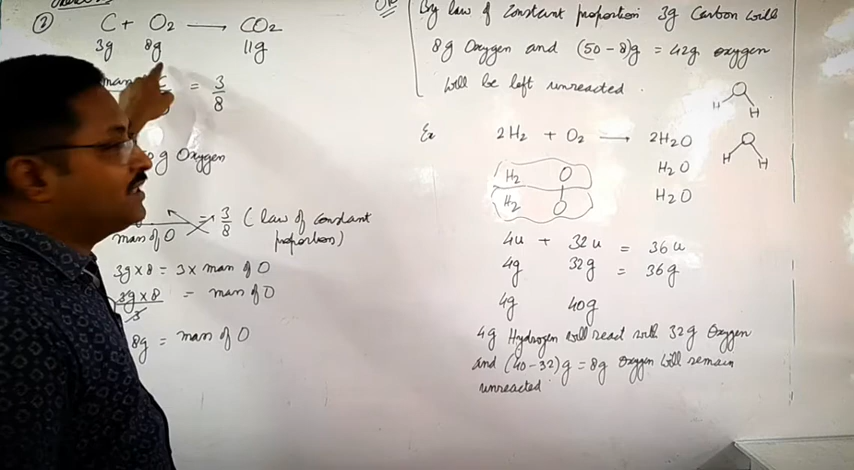 ② C + O2 → CO2
3g 8g 11g
= 3/8
g Oxygen
mass of O = 3/8 (law of constant
proportion)
3g x 8 = 3 x mass of O
3g x 8 / 3 = mass of O
8g = mass of O
OR
By law of Constant proportion 3g Carbon will
8g Oxygen and (50 - 8)g = 42g oxygen
will be left unreacted.
Ex 2H2 + O2 → 2H2O
H2O
H2O
H2 O
H2 O
O
H H
O
H H
4u + 32u = 36u
4g 32g = 36g
4g 40g
4g Hydrogen will react with 32g Oxygen
and (40 - 32)g = 8g Oxygen will remain
unreacted.